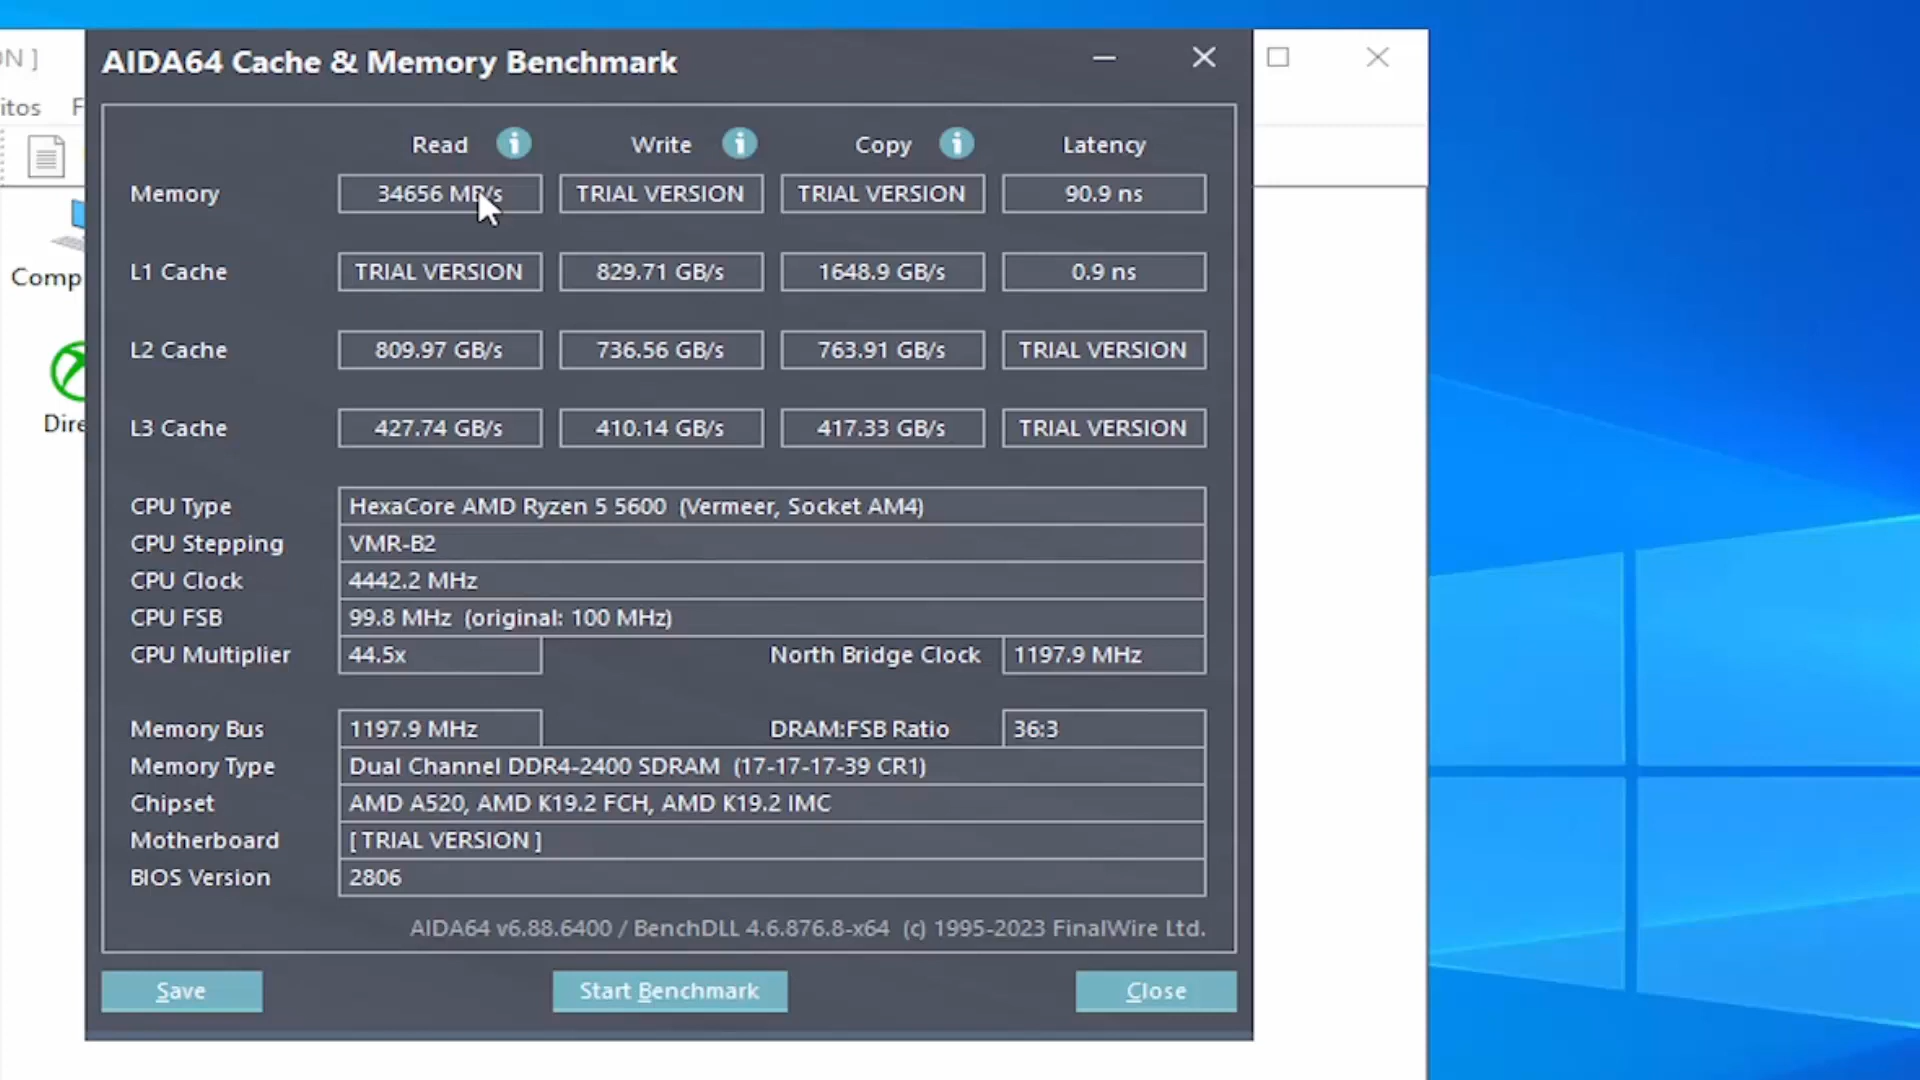 ON ]
AIDA64 Cache & Memory Benchmark
itos F
Read Write Copy Latency
Memory 34656 MB/s TRIAL VERSION TRIAL VERSION 90.9 ns
L1 Cache TRIAL VERSION 829.71 GB/s 1648.9 GB/s 0.9 ns
Comp
L2 Cache 809.97 GB/s 736.56 GB/s 763.91 GB/s TRIAL VERSION
Dire
L3 Cache 427.74 GB/s 410.14 GB/s 417.33 GB/s TRIAL VERSION
CPU Type HexaCore AMD Ryzen 5 5600 (Vermeer, Socket AM4)
CPU Stepping VMR-B2
CPU Clock 4442.2 MHz
CPU FSB 99.8 MHz (original: 100 MHz)
CPU Multiplier 44.5x North Bridge Clock 1197.9 MHz
Memory Bus 1197.9 MHz DRAM:FSB Ratio 36:3
Memory Type Dual Channel DDR4-2400 SDRAM (17-17-17-39 CR1)
Chipset AMD A520, AMD K19.2 FCH, AMD K19.2 IMC
Motherboard [ TRIAL VERSION ]
BIOS Version 2806
AIDA64 v6.88.6400 / BenchDLL 4.6.876.8-x64 (c) 1995-2023 FinalWire Ltd.
Save Start Benchmark Close